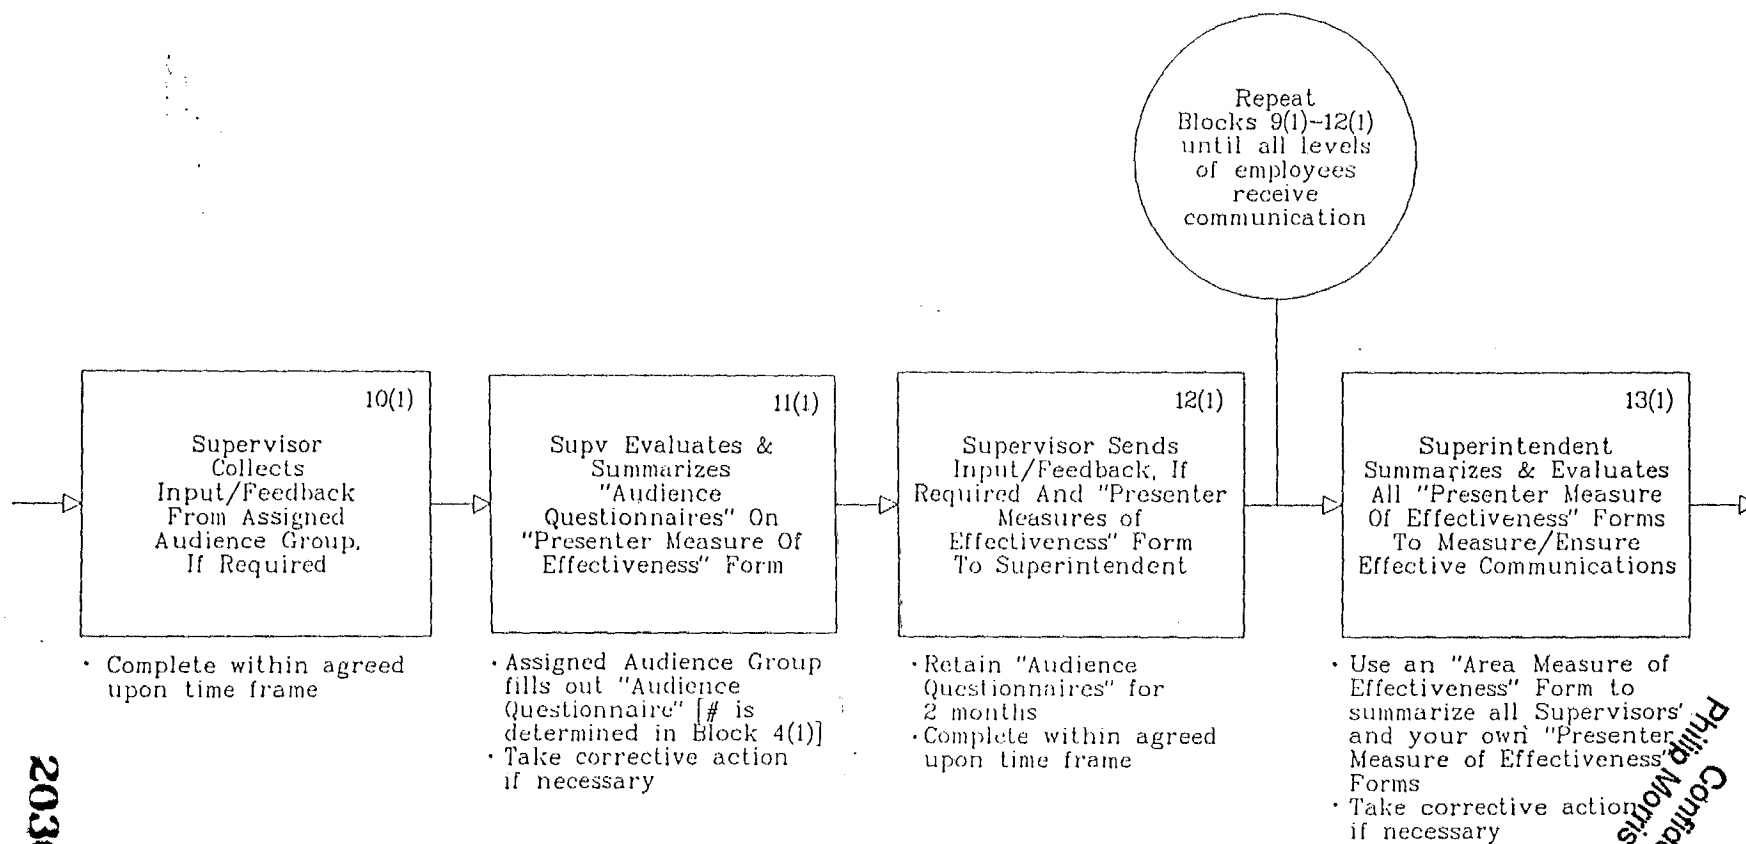 Repeat
Blocks 9(1)-12(1)
until all levels
of employees
receive
communication
10(1)
Supervisor
Collects
Input/Feedback
From Assigned
Audience Group,
If Required
· Complete within agreed
upon time frame
11(1)
Supv Evaluates &
Summarizes
"Audience
Questionnaires" On
"Presenter Measure Of
Effectiveness" Form
· Assigned Audience Group
fills out "Audience
Questionnaire" [# is
determined in Block 4(1)]
· Take corrective action
if necessary
12(1)
Supervisor Sends
Input/Feedback, If
Required And "Presenter
Measures of
Effectiveness" Form
To Superintendent
· Retain "Audience
Questionnaires" for
2 months
· Complete within agreed
upon time frame
13(1)
Superintendent
Summarizes & Evaluates
All "Presenter Measure
Of Effectiveness" Forms
To Measure/Ensure
Effective Communications
· Use an "Area Measure of
Effectiveness" Form to
summarize all Supervisors'
and your own "Presenter
Measure of Effectiveness"
Forms
· Take corrective action
if necessary
Philip Morris